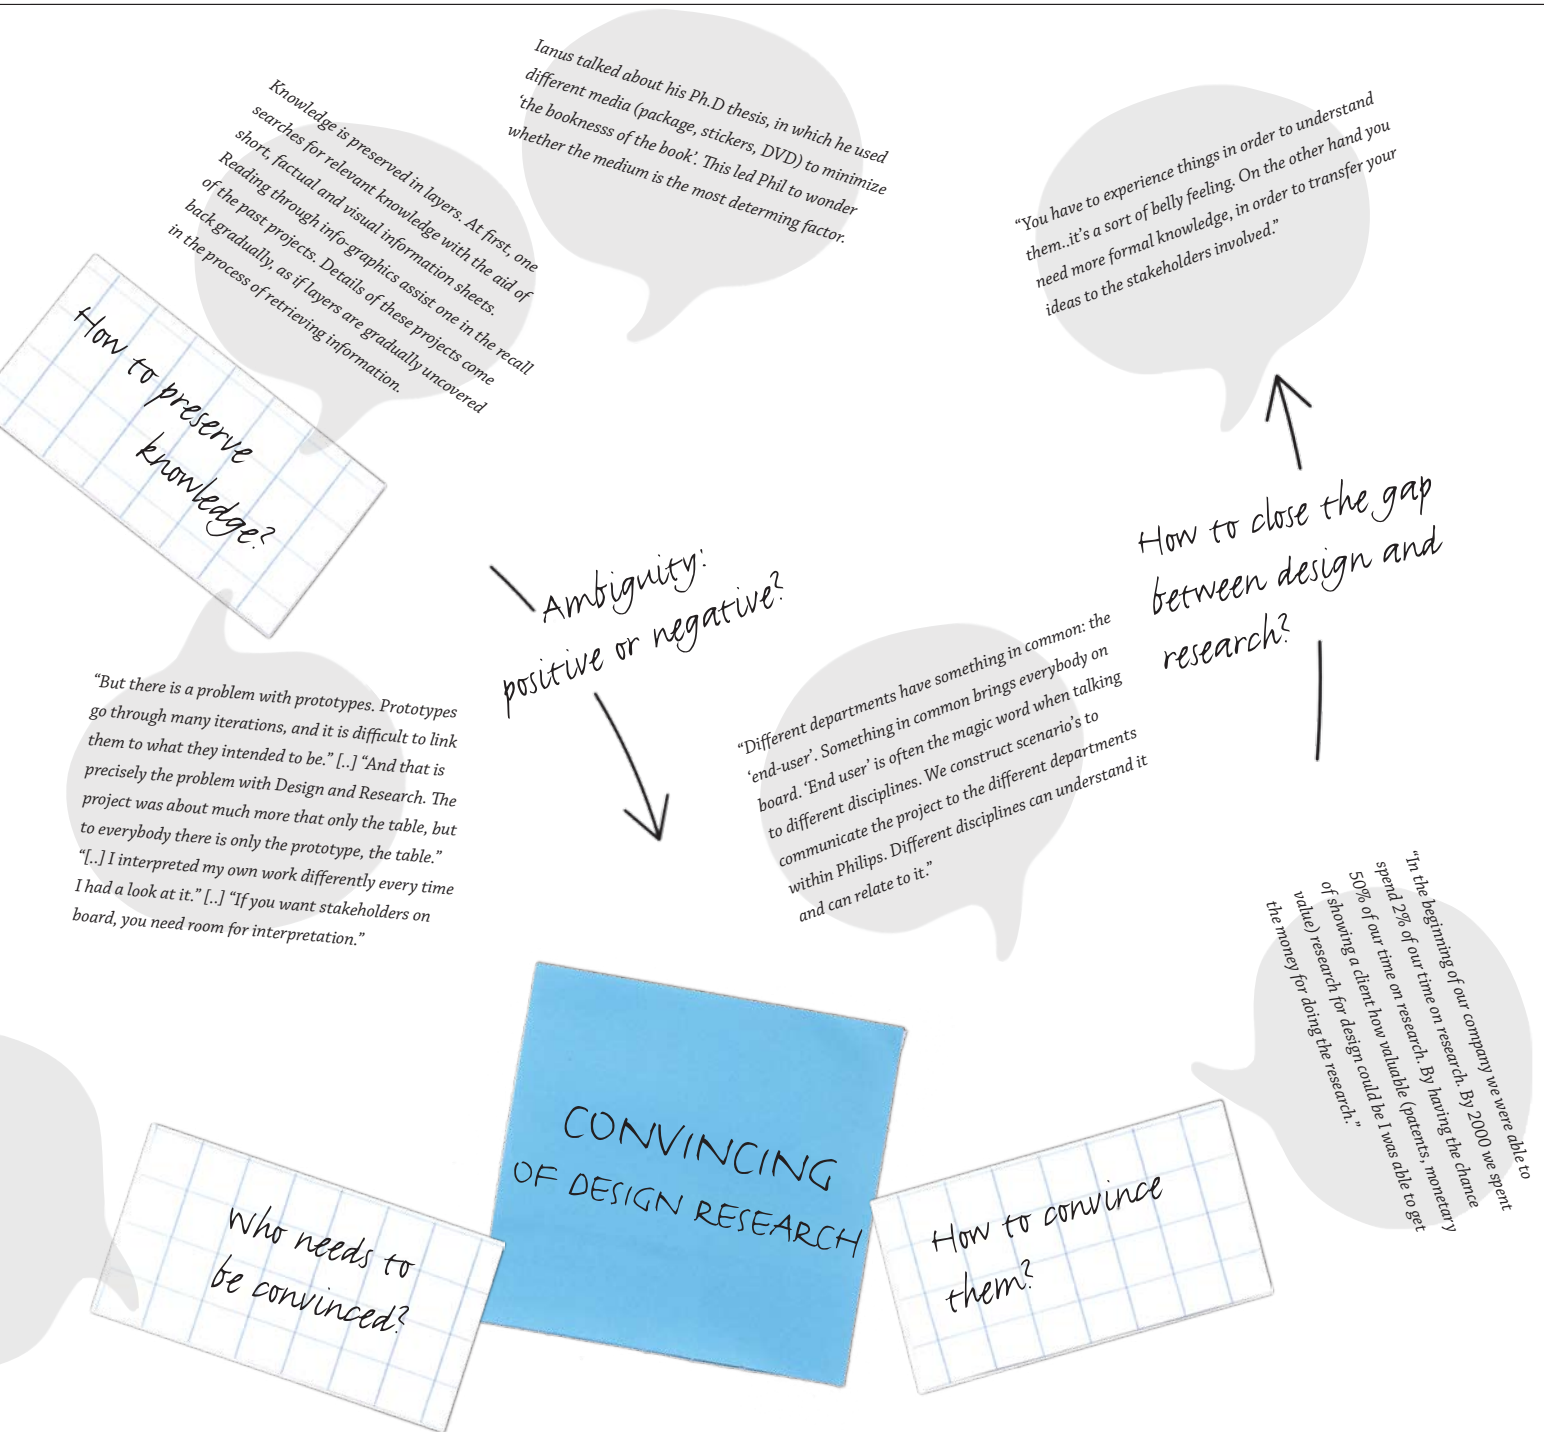 Ianus talked about his Ph.D thesis, in which he used
different media (package, stickers, DVD) to minimize
‘the booknesss of the book’. This led Phil to wonder
whether the medium is the most determing factor.
Knowledge is preserved in layers. At first, one
searches for relevant knowledge with the aid of
short, factual and visual information sheets.
Reading through info-graphics assist one in the recall
of the past projects. Details of these projects come
back gradually, as if layers are gradually uncovered
in the process of retrieving information.
“You have to experience things in order to understand
them..it’s a sort of belly feeling. On the other hand you
need more formal knowledge, in order to transfer your
ideas to the stakeholders involved.”
How to preserve
knowledge?
How to close the gap
between design and
research?
Ambiguity:
positive or negative?
“But there is a problem with prototypes. Prototypes
go through many iterations, and it is difficult to link
them to what they intended to be.” [..] “And that is
precisely the problem with Design and Research. The
project was about much more that only the table, but
to everybody there is only the prototype, the table.”
“[..] I interpreted my own work differently every time
I had a look at it.” [..] “If you want stakeholders on
board, you need room for interpretation.”
“Different departments have something in common: the
‘end-user’. Something in common brings everybody on
board. ‘End user’ is often the magic word when talking
to different disciplines. We construct scenario’s to
communicate the project to the different departments
within Philips. Different disciplines can understand it
and can relate to it.”
“In the beginning of our company we were able to
spend 2% of our time on research. By 2000 we spent
50% of our time on research. By having the chance
of showing a client how valuable (patents, monetary
value) research for design could be I was able to get
the money for doing the research.”
CONVINCING
OF DESIGN RESEARCH
Who needs to
be convinced?
How to convince
them?